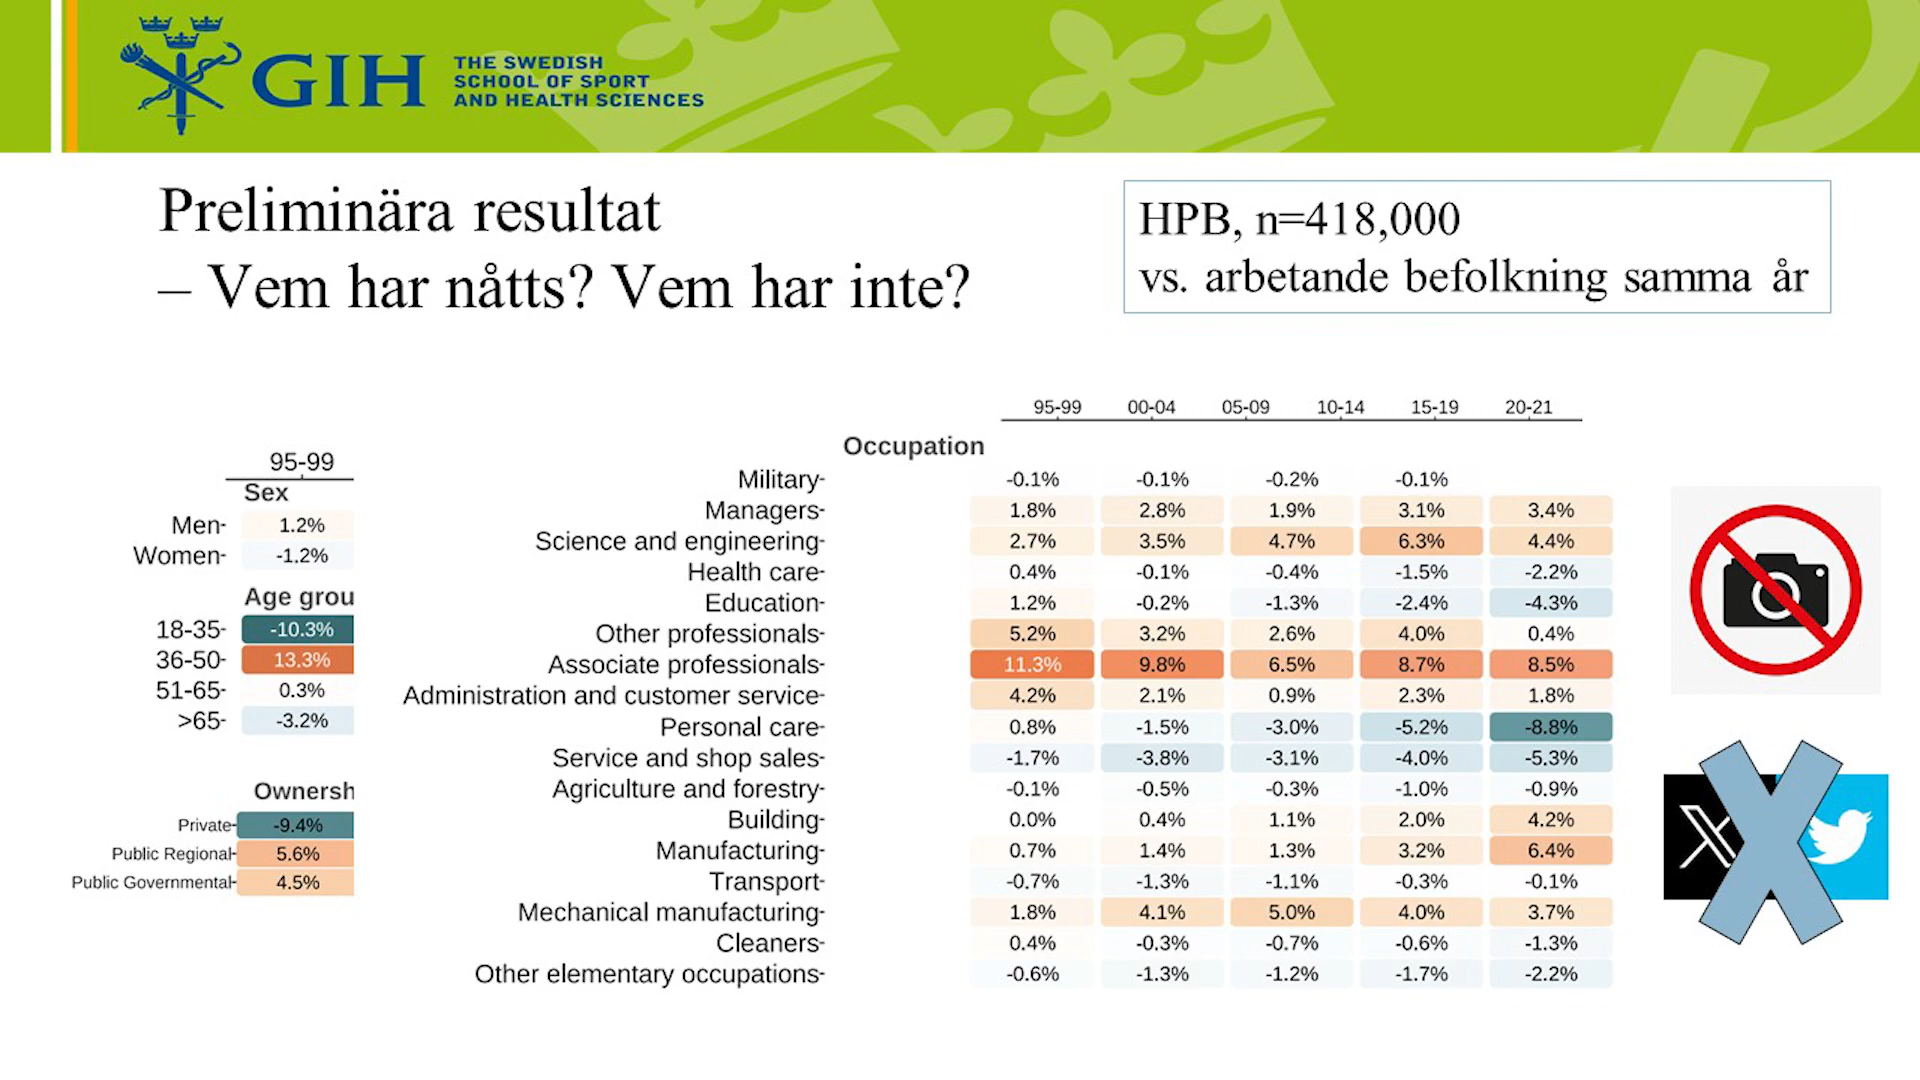 GIH
THE SWEDISH
SCHOOL OF SPORT
AND HEALTH SCIENCES
Preliminära resultat
– Vem har nåtts? Vem har inte?
HPB, n=418,000
vs. arbetande befolkning samma år
95-99
Sex
Men- 1.2%
Women- -1.2%
Age grou
18-35- -10.3%
36-50- 13.3%
51-65- 0.3%
>65- -3.2%
Ownersh
Private- -9.4%
Public Regional- 5.6%
Public Governmental- 4.5%
95-99 00-04 05-09 10-14 15-19 20-21
Occupation
Military- -0.1% -0.1% -0.2% -0.1%
Managers- 1.8% 2.8% 1.9% 3.1% 3.4%
Science and engineering- 2.7% 3.5% 4.7% 6.3% 4.4%
Health care- 0.4% -0.1% -0.4% -1.5% -2.2%
Education- 1.2% -0.2% -1.3% -2.4% -4.3%
Other professionals- 5.2% 3.2% 2.6% 4.0% 0.4%
Associate professionals- 11.3% 9.8% 6.5% 8.7% 8.5%
Administration and customer service- 4.2% 2.1% 0.9% 2.3% 1.8%
Personal care- 0.8% -1.5% -3.0% -5.2% -8.8%
Service and shop sales- -1.7% -3.8% -3.1% -4.0% -5.3%
Agriculture and forestry- -0.1% -0.5% -0.3% -1.0% -0.9%
Building- 0.0% 0.4% 1.1% 2.0% 4.2%
Manufacturing- 0.7% 1.4% 1.3% 3.2% 6.4%
Transport- -0.7% -1.3% -1.1% -0.3% -0.1%
Mechanical manufacturing- 1.8% 4.1% 5.0% 4.0% 3.7%
Cleaners- 0.4% -0.3% -0.7% -0.6% -1.3%
Other elementary occupations- -0.6% -1.3% -1.2% -1.7% -2.2%